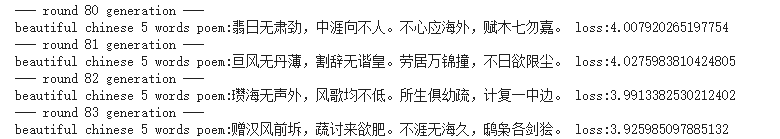 --- round 80 generation ---
beautiful chinese 5 words poem:翡日无肃劲，中涯向不人。不心应海外，赋木七勿嘉。 loss:4.007920265197754
--- round 81 generation ---
beautiful chinese 5 words poem:亘风无丹薄，割辞无谐皇。劳居万锦撞，不日欲限尘。 loss:4.0275983810424805
--- round 82 generation ---
beautiful chinese 5 words poem:瓒海无声外，风歌均不低。所生俱幼疏，计复一中边。 loss:3.9913382530212402
--- round 83 generation ---
beautiful chinese 5 words poem:赠汉风前坼，蔬讨来欲肥。不涯无海久，鸱枭各剑狯。 loss:3.925985097885132